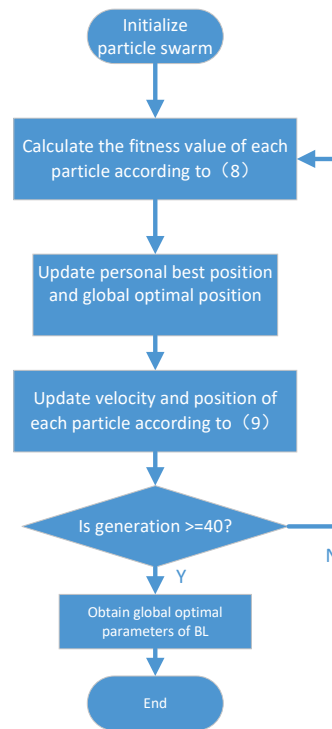 Initialize
particle swarm
Calculate the fitness value of each
particle according to（8）
Update personal best position
and global optimal position
Update velocity and position of
each particle according to（9）
Is generation >=40?
N
Y
Obtain global optimal
parameters of BL
End